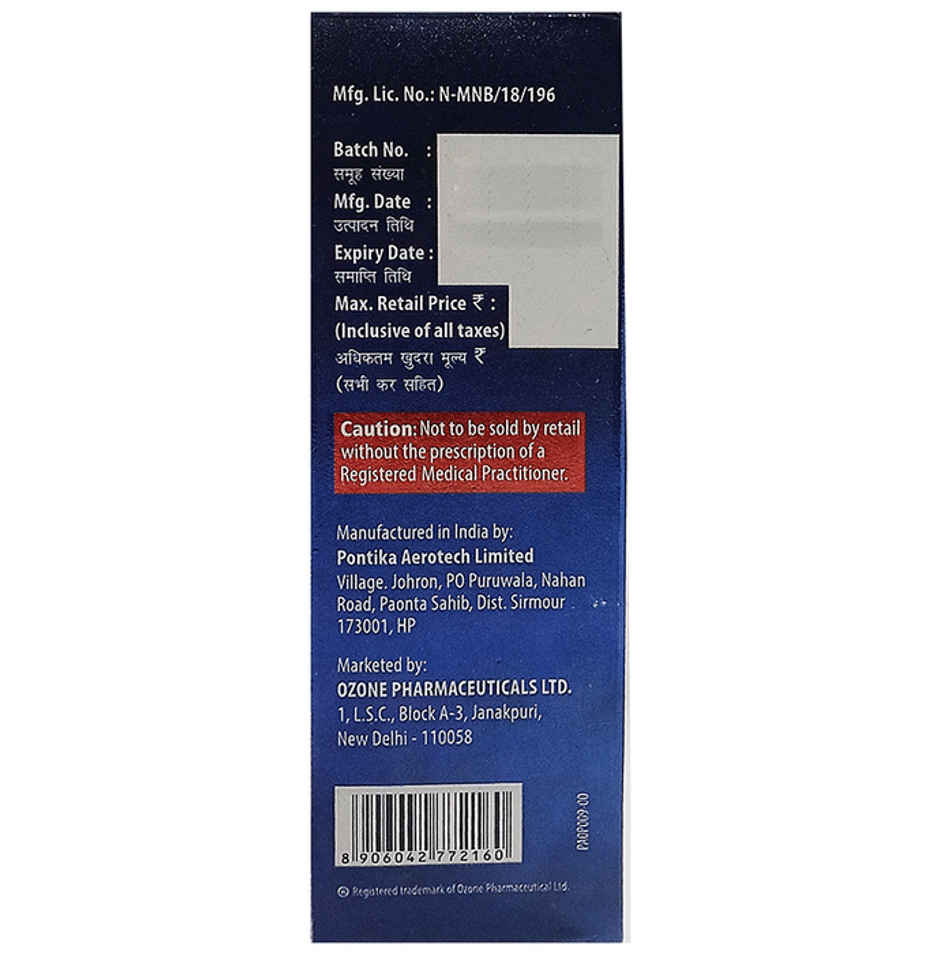 Mfg. Lic. No.: N-MNB/18/196
Batch No. :
समूह संख्या
Mfg. Date :
उत्पादन तिथि
Expiry Date :
समाप्ति तिथि
Max. Retail Price ₹ :
(Inclusive of all taxes)
अधिकतम खुदरा मूल्य ₹
(सभी कर सहित)
Caution: Not to be sold by retail
without the prescription of a
Registered Medical Practitioner.
Manufactured in India by:
Pontika Aerotech Limited
Village. Johron, PO Puruwala, Nahan
Road, Paonta Sahib, Dist. Sirmour
173001, HP
Marketed by:
OZONE PHARMACEUTICALS LTD.
1, L.S.C., Block A-3, Janakpuri,
New Delhi - 110058
8 906042 772160
PA0P009-00
® Registered trademark of Ozone Pharmaceutical Ltd.